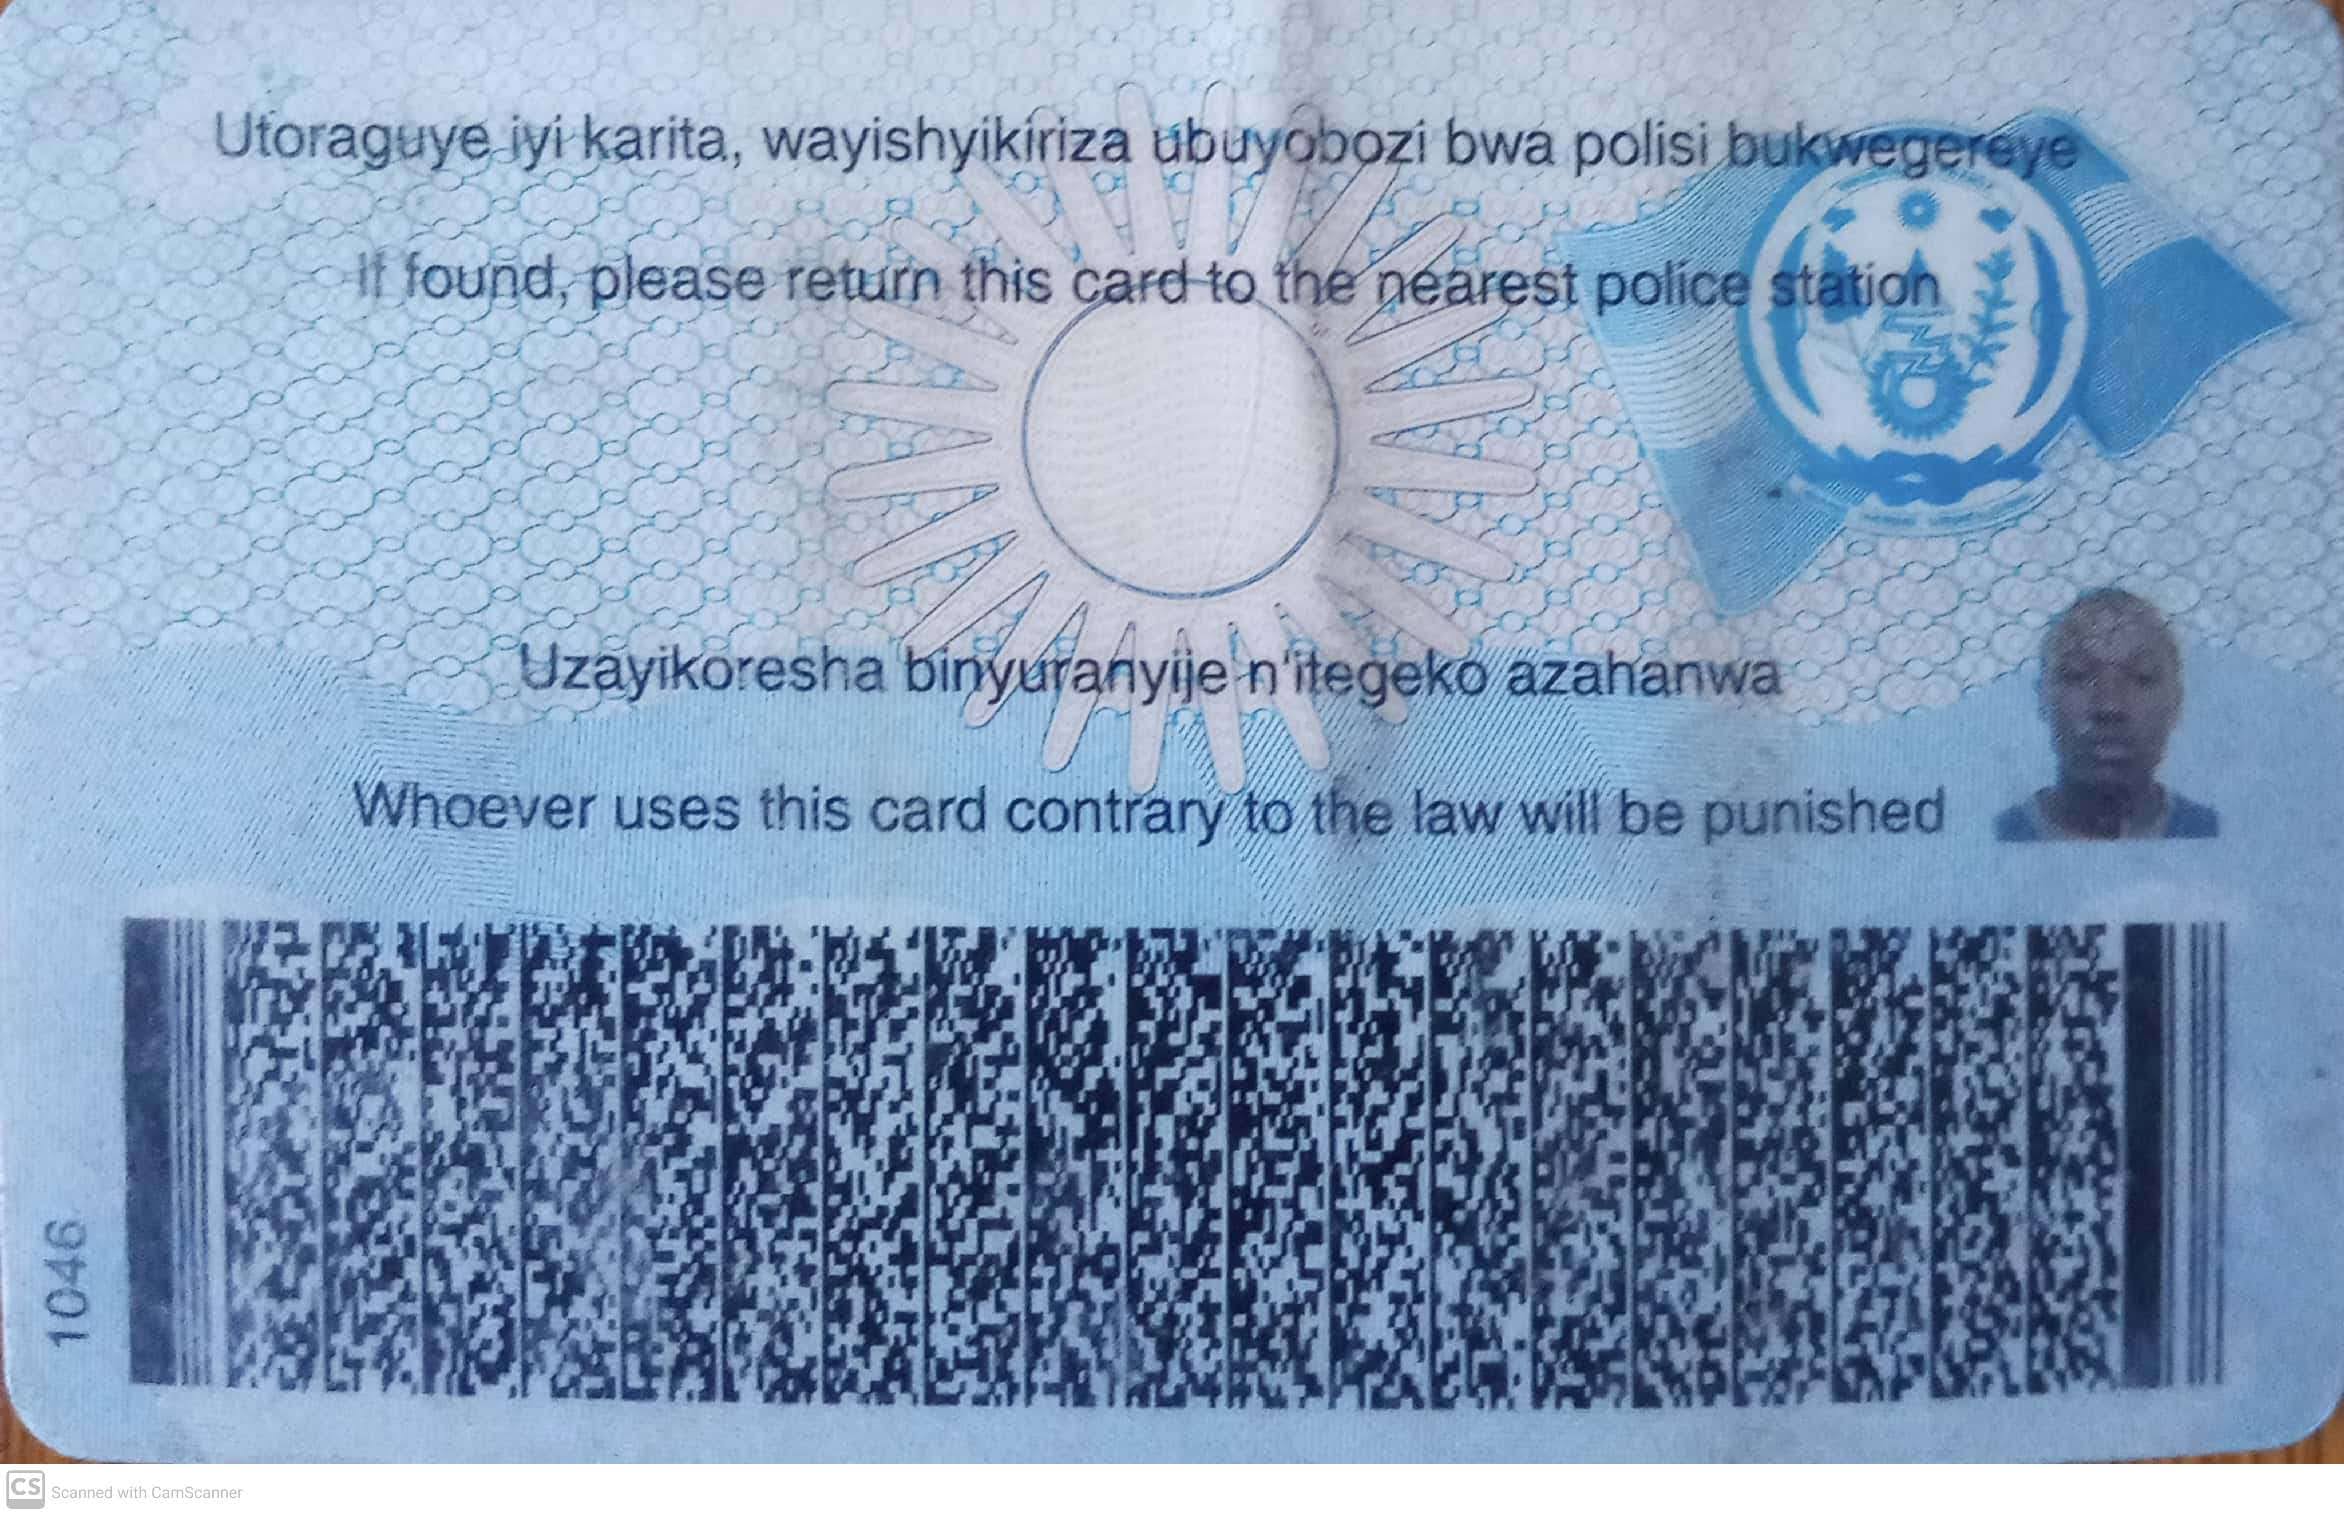 Utoraguye iyi karita, wayishyikiriza ubuyobozi bwa polisi bukwegereye
If found, please return this card to the nearest police station
Uzayikoresha binyuranyije n'itegeko azahanwa
Whoever uses this card contrary to the law will be punished
1046
CS Scanned with CamScanner